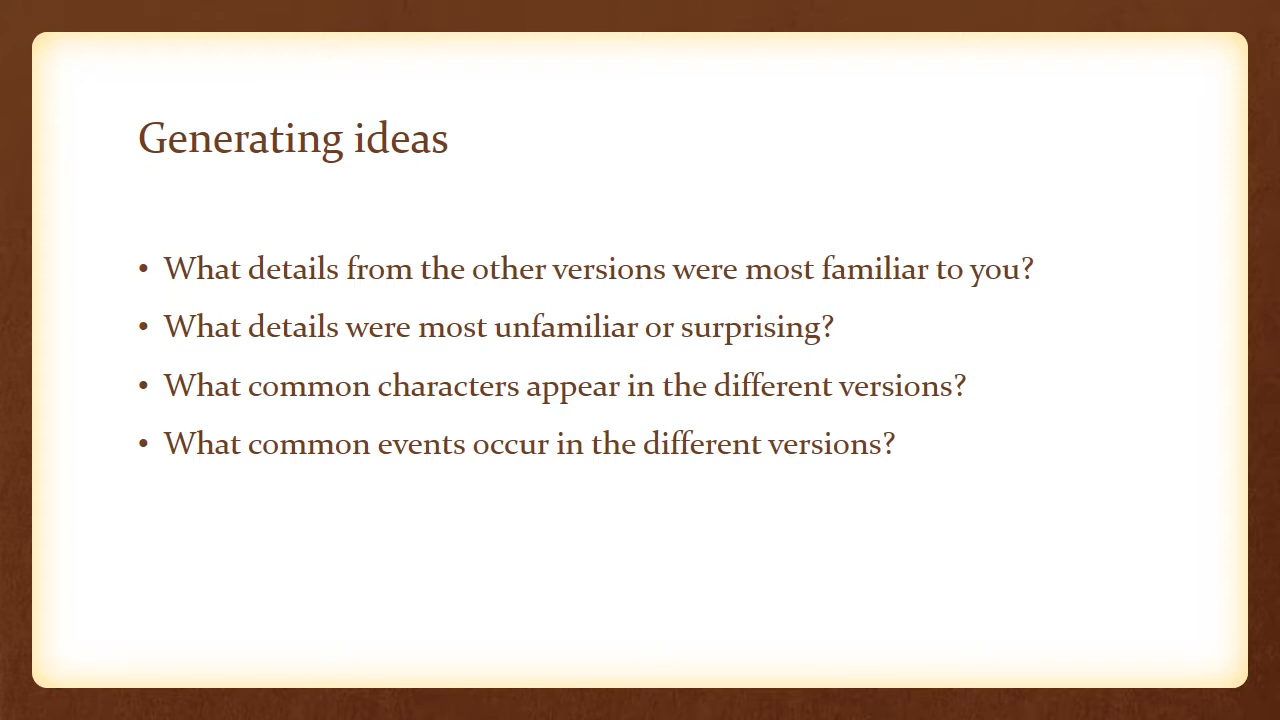 Generating ideas
• What details from the other versions were most familiar to you?
• What details were most unfamiliar or surprising?
• What common characters appear in the different versions?
• What common events occur in the different versions?